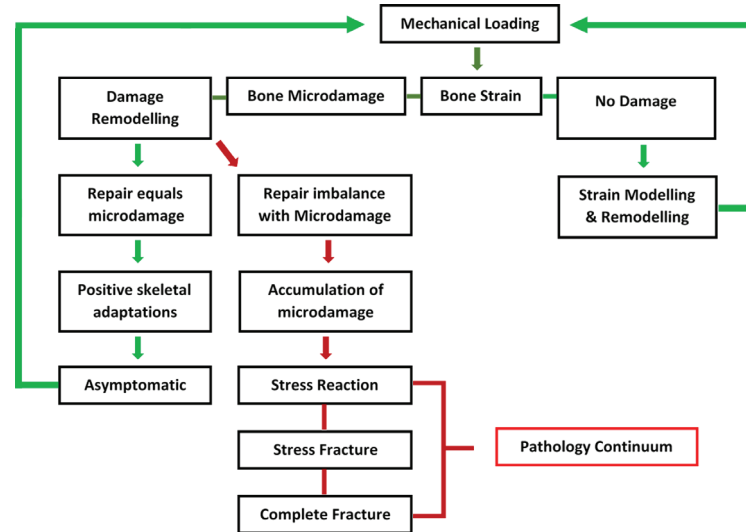 Mechanical Loading
Damage
Remodelling
Bone Microdamage
Bone Strain
No Damage
Repair equals
microdamage
Repair imbalance
with Microdamage
Strain Modelling
& Remodelling
Positive skeletal
adaptations
Accumulation of
microdamage
Asymptomatic
Stress Reaction
Stress Fracture
Pathology Continuum
Complete Fracture